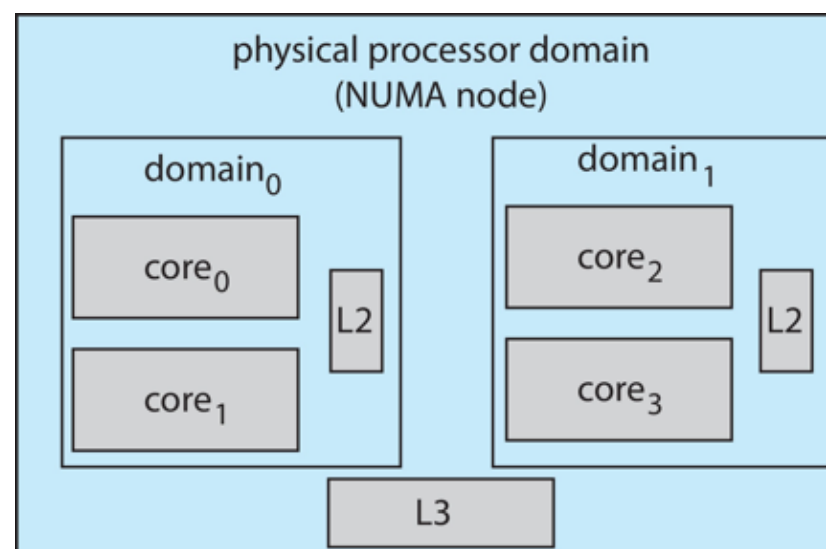 physical processor domain
(NUMA node)
domain₀
core₀
core₁
L2
domain₁
core₂
core₃
L2
L3